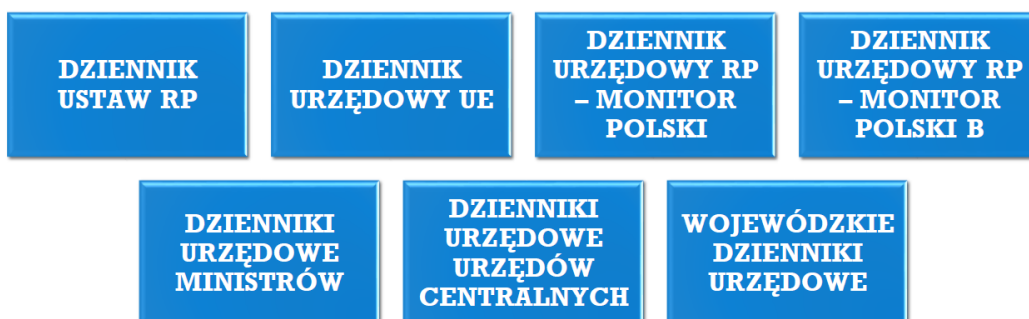 DZIENNIK
USTAW RP
DZIENNIK
URZĘDOWY UE
DZIENNIK
URZĘDOWY RP
– MONITOR
POLSKI
DZIENNIK
URZĘDOWY RP
– MONITOR
POLSKI B
DZIENNIKI
URZĘDOWE
MINISTRÓW
DZIENNIKI
URZĘDOWE
URZĘDÓW
CENTRALNYCH
WOJEWÓDZKIE
DZIENNIKI
URZĘDOWE